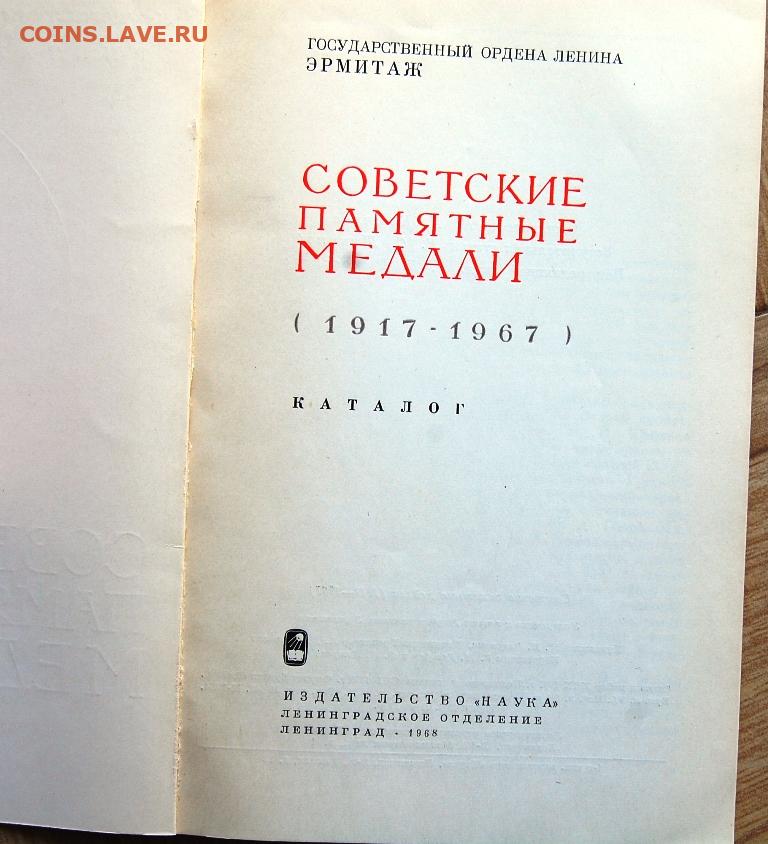 COINS.LAVE.RU
ГОСУДАРСТВЕННЫЙ ОРДЕНА ЛЕНИНА
ЭРМИТАЖ
СОВЕТСКИЕ
ПАМЯТНЫЕ
МЕДАЛИ
( 1917 - 1967 )
КАТАЛОГ
ИЗДАТЕЛЬСТВО «НАУКА»
ЛЕНИНГРАДСКОЕ ОТДЕЛЕНИЕ
ЛЕНИНГРАД · 1968